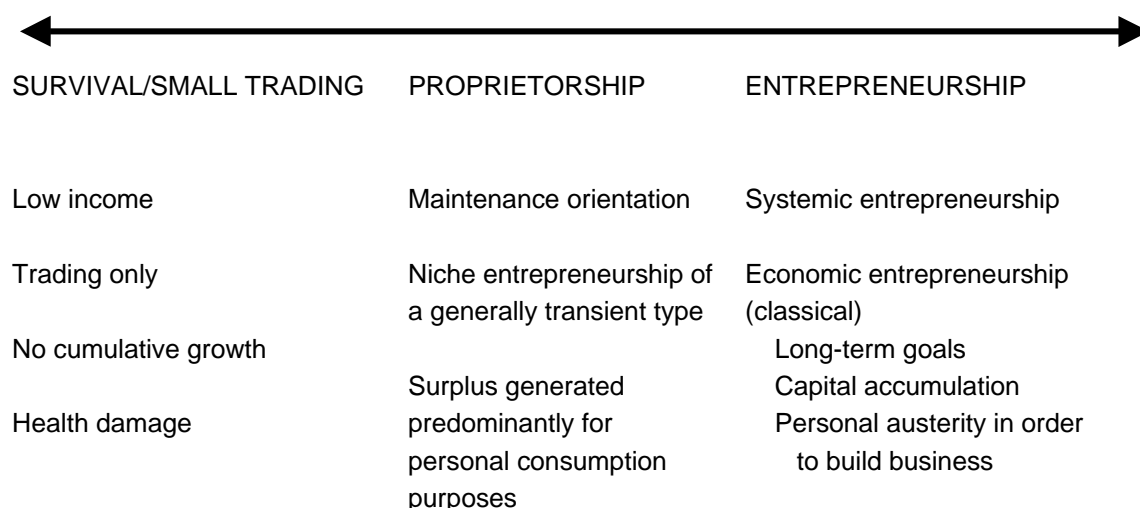 SURVIVAL/SMALL TRADING
PROPRIETORSHIP
ENTREPRENEURSHIP
Low income
Trading only
No cumulative growth
Health damage
Maintenance orientation
Niche entrepreneurship of
a generally transient type
Surplus generated
predominantly for
personal consumption
purposes
Systemic entrepreneurship
Economic entrepreneurship
(classical)
Long-term goals
Capital accumulation
Personal austerity in order
to build business